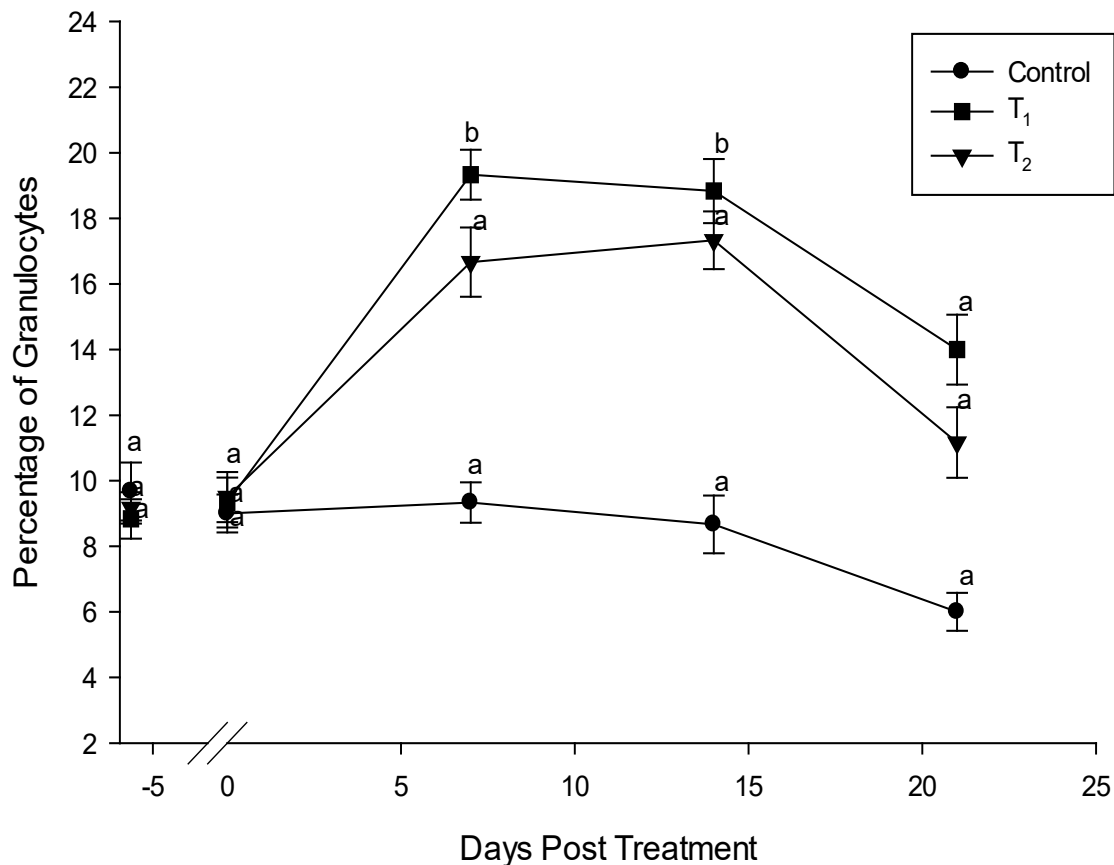 24
22
20
18
16
14
12
10
8
6
4
2
Percentage of Granulocytes
Control
T₁
T₂
b
b
a
a
a
a
a
a
a
a
a
a
a
a
a
-5
0
5
10
15
20
25
Days Post Treatment